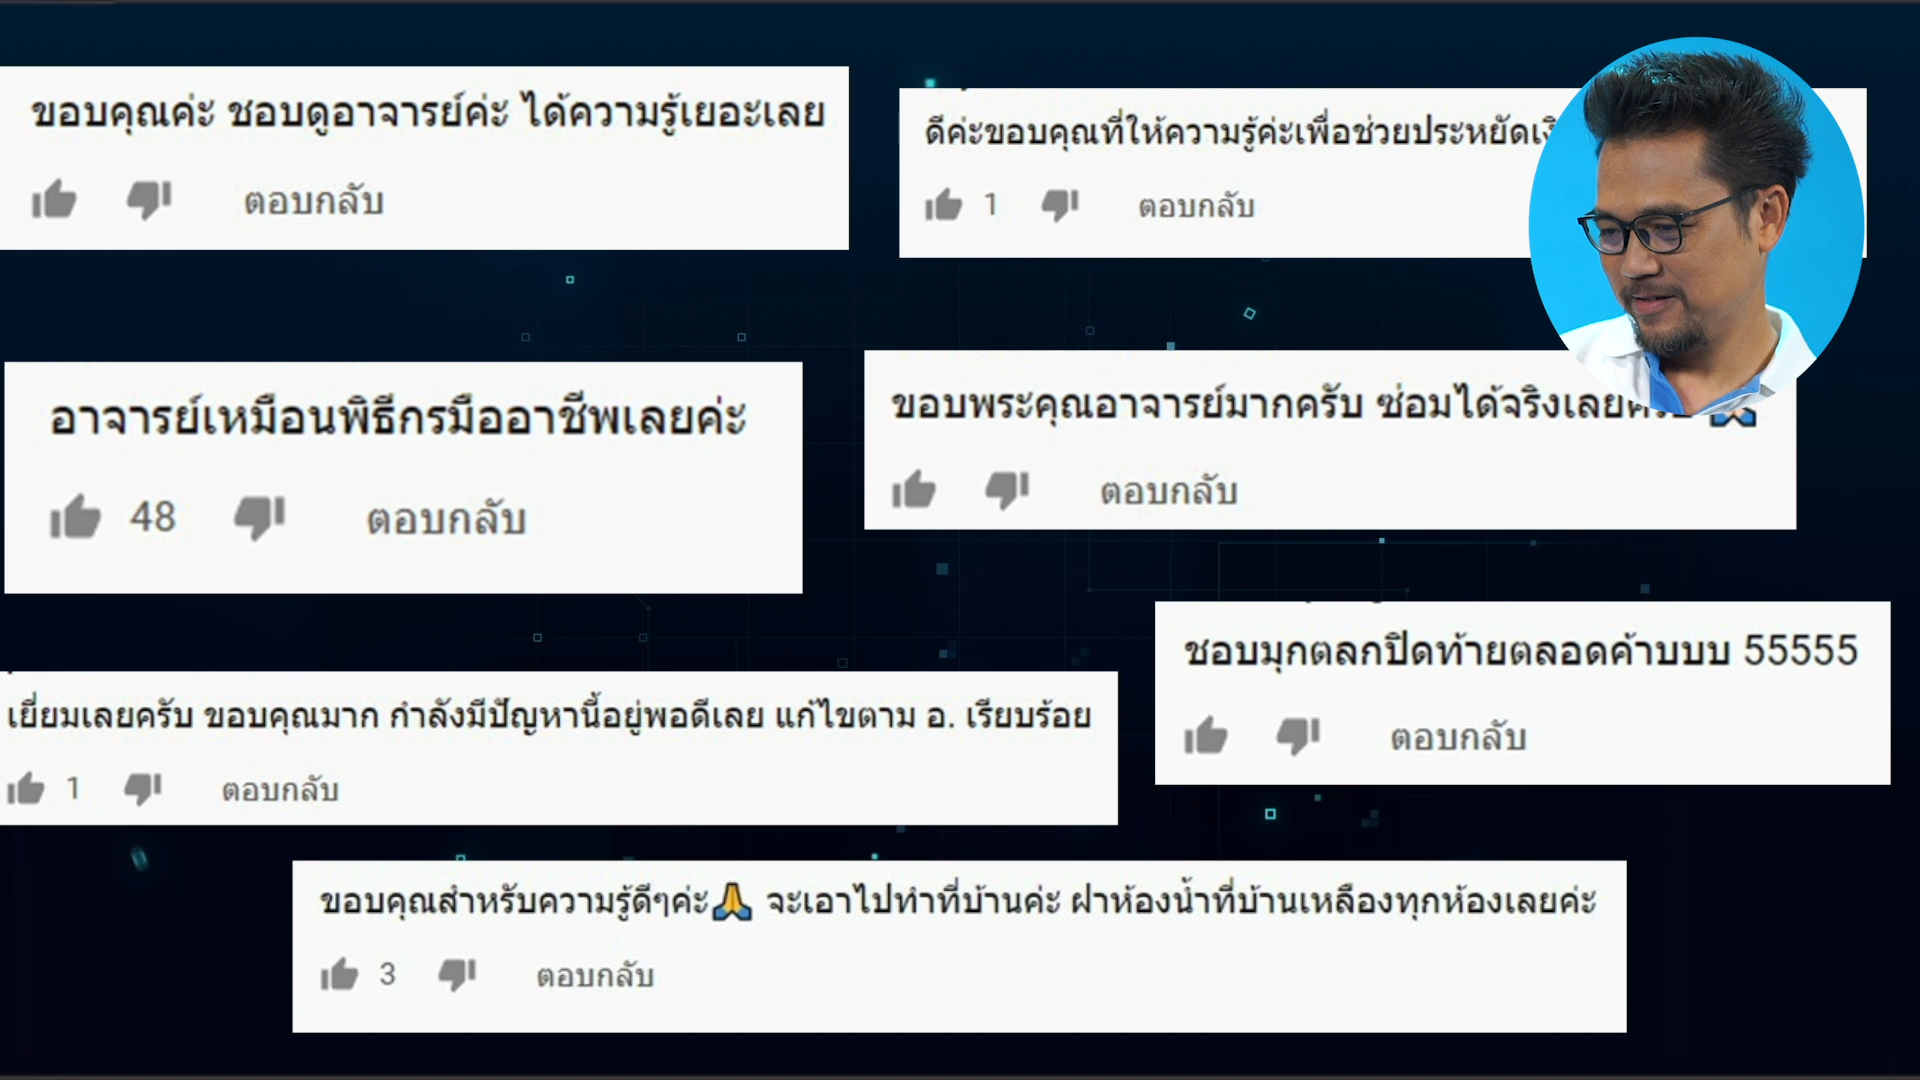 ขอบคุณค่ะ ชอบดูอาจารย์ค่ะ ได้ความรู้เยอะเลย
ตอบกลับ
ดีค่ะขอบคุณที่ให้ความรู้ค่ะเพื่อช่วยประหยัด
1 ตอบกลับ
อาจารย์เหมือนพิธีกรมืออาชีพเลยค่ะ
48 ตอบกลับ
ขอบพระคุณอาจารย์มากครับ ซ่อมได้จริงเลย
ตอบกลับ
เยี่ยมเลยครับ ขอบคุณมาก กำลังมีปัญหานี้อยู่พอดีเลย แก้ไขตาม อ. เรียบร้อย
1 ตอบกลับ
ชอบมุกตลกปิดท้ายตลอดค้าบบบ 55555
ตอบกลับ
ขอบคุณสำหรับความรู้ดีๆค่ะ🙏 จะเอาไปทำที่บ้านค่ะ ฝาห้องน้ำที่บ้านเหลืองทุกห้องเลยค่ะ
3 ตอบกลับ